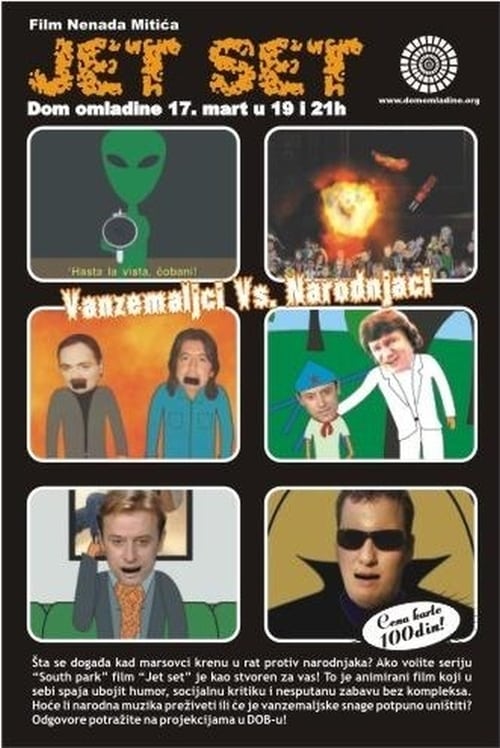 Film Nenada Mitića
JET SET
Dom omladine 17. mart u 19 i 21h
www.domomladine.org
'Hasta la vista, čobani!
Vanzemaljci Vs. Narodnjaci
Cena karte
100din!
Šta se događa kad marsovci krenu u rat protiv narodnjaka? Ako volite seriju
“South park” film “Jet set” je kao stvoren za vas! To je animirani film koji u
sebi spaja ubojit humor, socijalnu kritiku i nesputanu zabavu bez kompleksa.
Hoće li narodna muzika preživeti ili će je vanzemaljske snage potpuno uništiti?
Odgovore potražite na projekcijama u DOB-u!